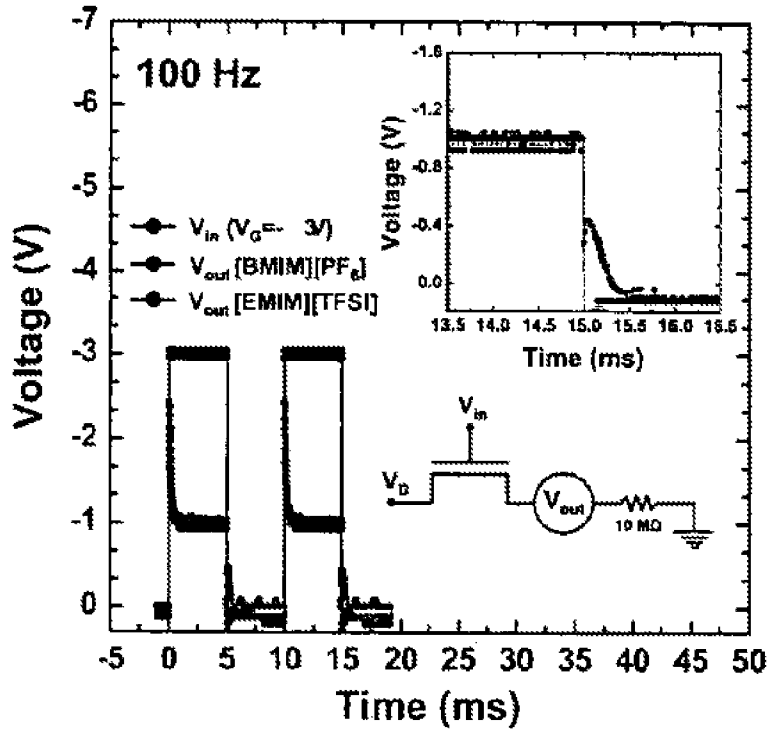 100 Hz
V_in (V_G=- 3V)
V_out [BMIM][PF_6]
V_out [EMIM][TFSI]
Voltage (V)
-7
-6
-5
-4
-3
-2
-1
0
-5 0 5 10 15 20 25 30 35 40 45 50
Time (ms)
Voltage (V)
-1.6
-1.2
-0.8
-0.4
0.0
13.5 14.0 14.5 15.0 15.5 16.0 16.5
Time (ms)
V_in
V_D
V_out
10 MΩ